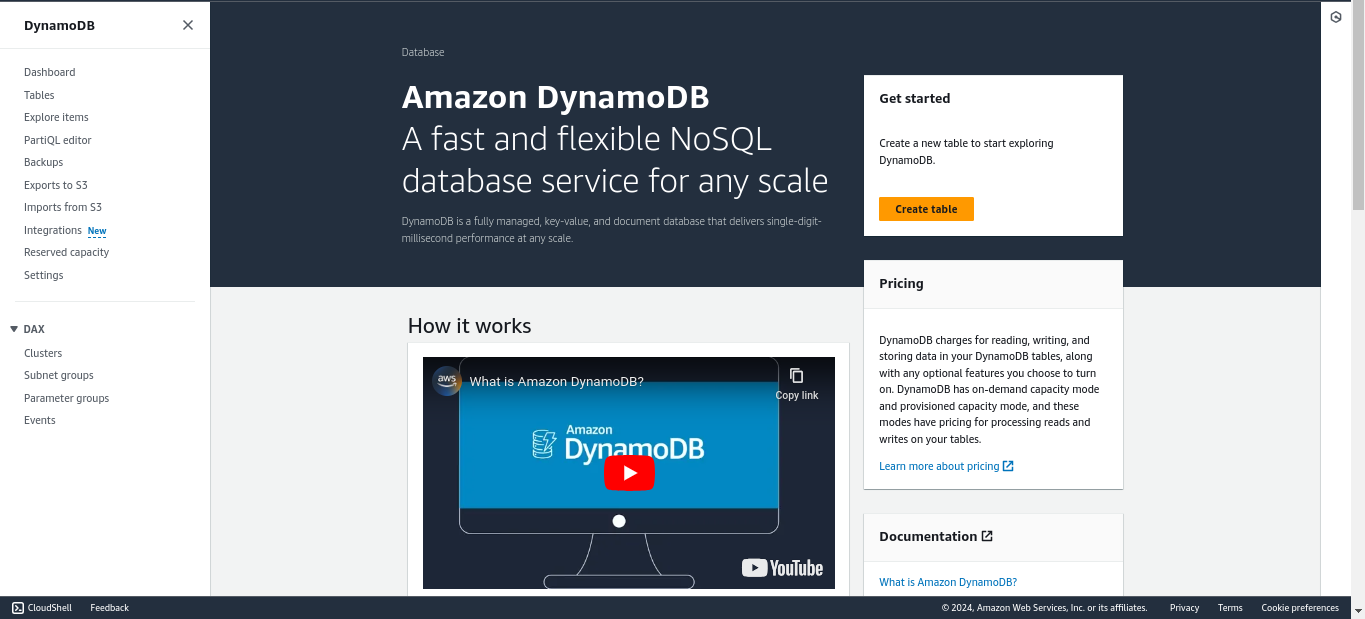 DynamoDB
Dashboard
Tables
Explore items
PartiQL editor
Backups
Exports to S3
Imports from S3
Integrations New
Reserved capacity
Settings
DAX
Clusters
Subnet groups
Parameter groups
Events
Database
Amazon DynamoDB
A fast and flexible NoSQL
database service for any scale
DynamoDB is a fully managed, key-value, and document database that delivers single-digit-
millisecond performance at any scale.
Get started
Create a new table to start exploring
DynamoDB.
Create table
How it works
aws
What is Amazon DynamoDB?
Copy link
Amazon
DynamoDB
YouTube
Pricing
DynamoDB charges for reading, writing, and
storing data in your DynamoDB tables, along
with any optional features you choose to turn
on. DynamoDB has on-demand capacity mode
and provisioned capacity mode, and these
modes have pricing for processing reads and
writes on your tables.
Learn more about pricing
Documentation
What is Amazon DynamoDB?
CloudShell Feedback
© 2024, Amazon Web Services, Inc. or its affiliates. Privacy Terms Cookie preferences